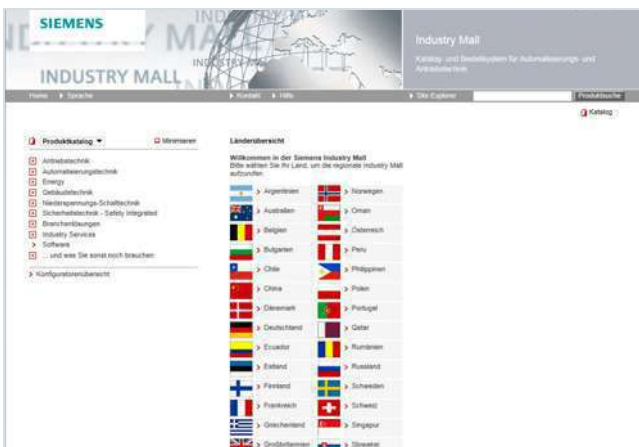 SIEMENS
INDUSTRY MALL
Industry Mall
Katalog- und Bestellsystem für Automatisierungs- und
Antriebstechnik
Home
Sprache
Kontakt
Hilfe
Site Explorer
Produktsuche
Katalog
Produktkatalog
Minimieren
Antriebstechnik
Automatisierungstechnik
Energy
Gebäudetechnik
Niederspannungs-Schalttechnik
Sicherheitstechnik - Safety Integrated
Branchenlösungen
Industry Services
Software
... und was Sie sonst noch brauchen
Konfiguratorenübersicht
Länderübersicht
Willkommen in der Siemens Industry Mall
Bitte wählen Sie Ihr Land, um die regionale Industry Mall
aufzurufen.
Argentinien
Norwegen
Australien
Oman
Belgien
Österreich
Bulgarien
Peru
Chile
Philippinen
China
Polen
Dänemark
Portugal
Deutschland
Qatar
Ecuador
Rumänien
Estland
Russland
Finnland
Schweden
Frankreich
Schweiz
Griechenland
Singapur
Großbritannien
Slowakei